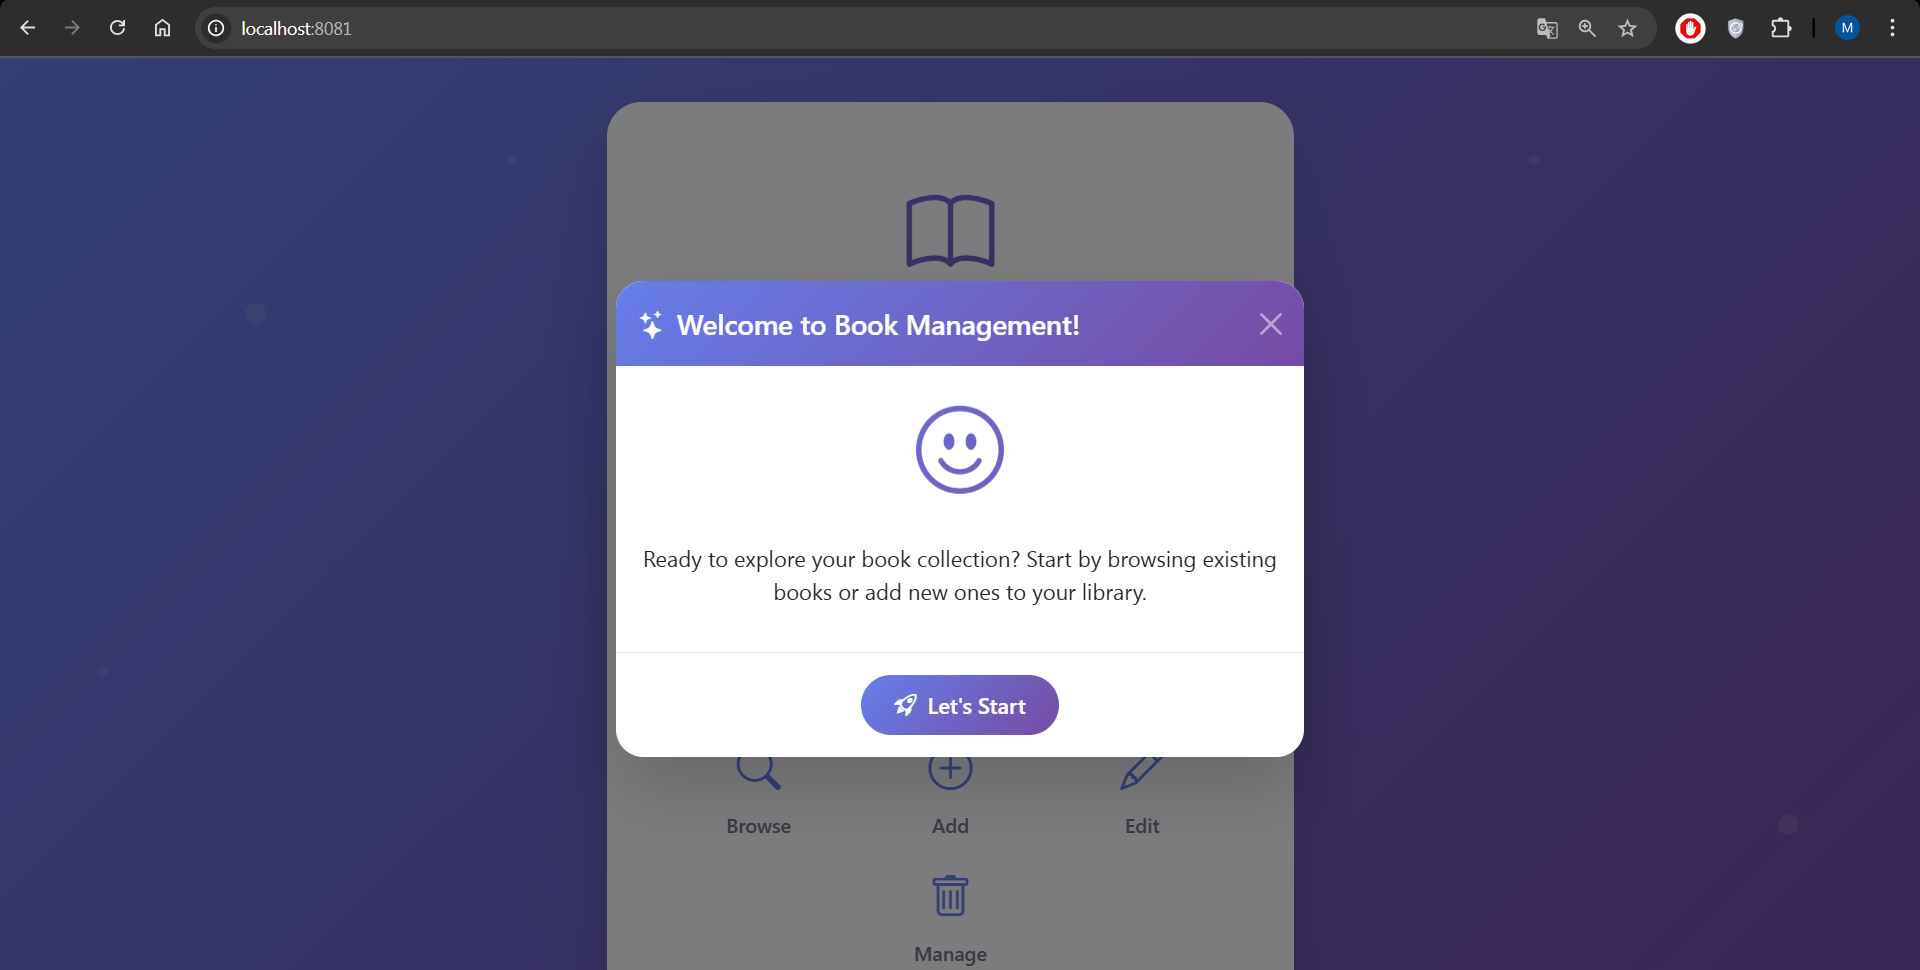 localhost:8081
M
Welcome to Book Management!
Ready to explore your book collection? Start by browsing existing
books or add new ones to your library.
Let's Start
Browse
Add
Edit
Manage